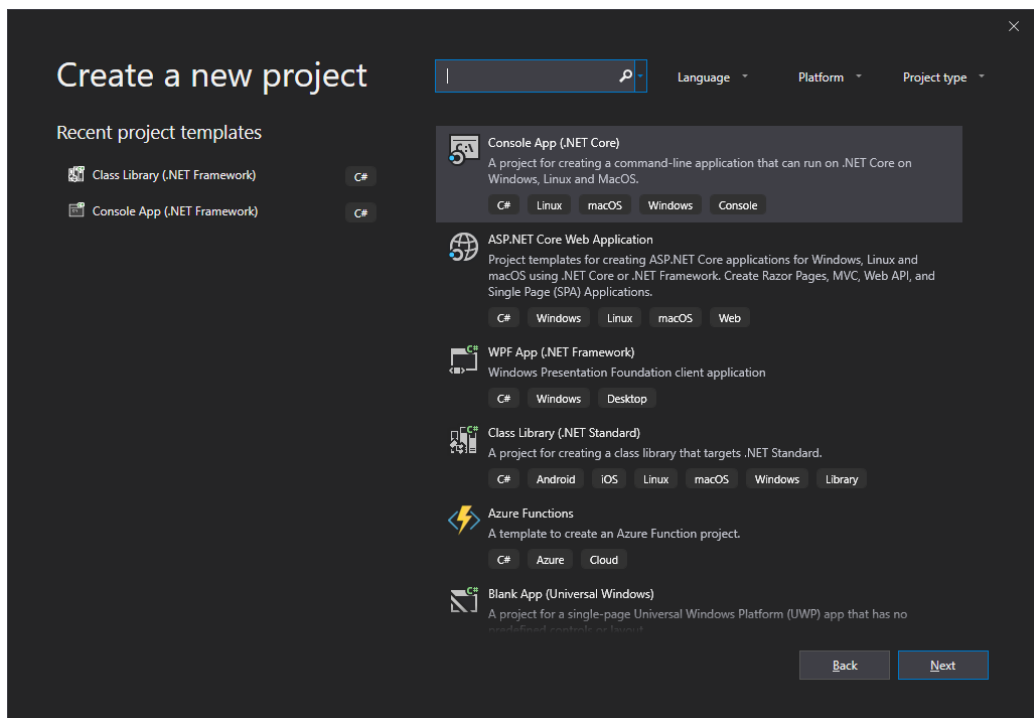 Create a new project
Language
Platform
Project type
Recent project templates
Class Library (.NET Framework)
C#
Console App (.NET Framework)
C#
Console App (.NET Core)
A project for creating a command-line application that can run on .NET Core on
Windows, Linux and MacOS.
C# Linux macOS Windows Console
ASP.NET Core Web Application
Project templates for creating ASP.NET Core applications for Windows, Linux and
macOS using .NET Core or .NET Framework. Create Razor Pages, MVC, Web API, and
Single Page (SPA) Applications.
C# Windows Linux macOS Web
C#
WPF App (.NET Framework)
Windows Presentation Foundation client application
C# Windows Desktop
C#
Class Library (.NET Standard)
A project for creating a class library that targets .NET Standard.
C# Android iOS Linux macOS Windows Library
Azure Functions
A template to create an Azure Function project.
C# Azure Cloud
C#
Blank App (Universal Windows)
A project for a single-page Universal Windows Platform (UWP) app that has no
predefined controls or layout.
Back
Next